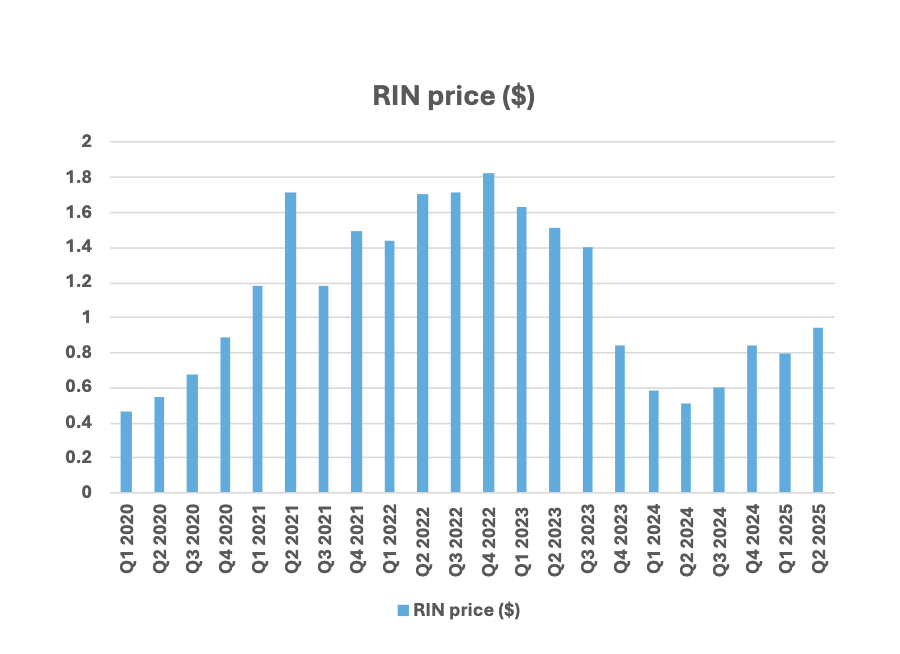 RIN price ($)
2
1.8
1.6
1.4
1.2
1
0.8
0.6
0.4
0.2
0
Q1 2020
Q2 2020
Q3 2020
Q4 2020
Q1 2021
Q2 2021
Q3 2021
Q4 2021
Q1 2022
Q2 2022
Q3 2022
Q4 2022
Q1 2023
Q2 2023
Q3 2023
Q4 2023
Q1 2024
Q2 2024
Q3 2024
Q4 2024
Q1 2025
Q2 2025
RIN price ($)